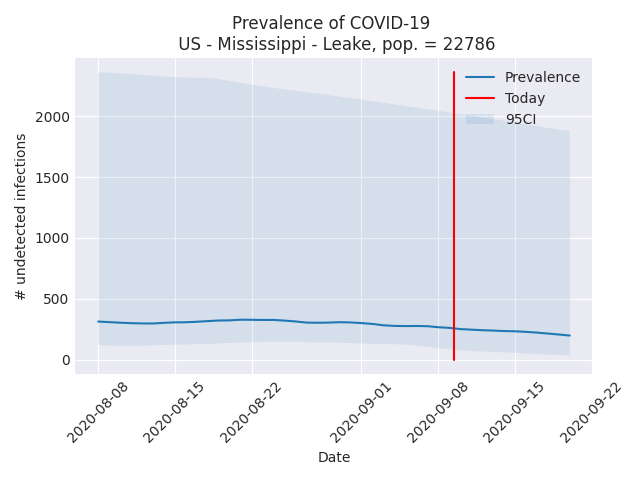 Prevalence of COVID-19
US - Mississippi - Leake, pop. = 22786
Prevalence
Today
95CI
# undetected infections
2000
1500
1000
500
0
2020-08-08
2020-08-15
2020-08-22
2020-09-01
2020-09-08
2020-09-15
2020-09-22
Date